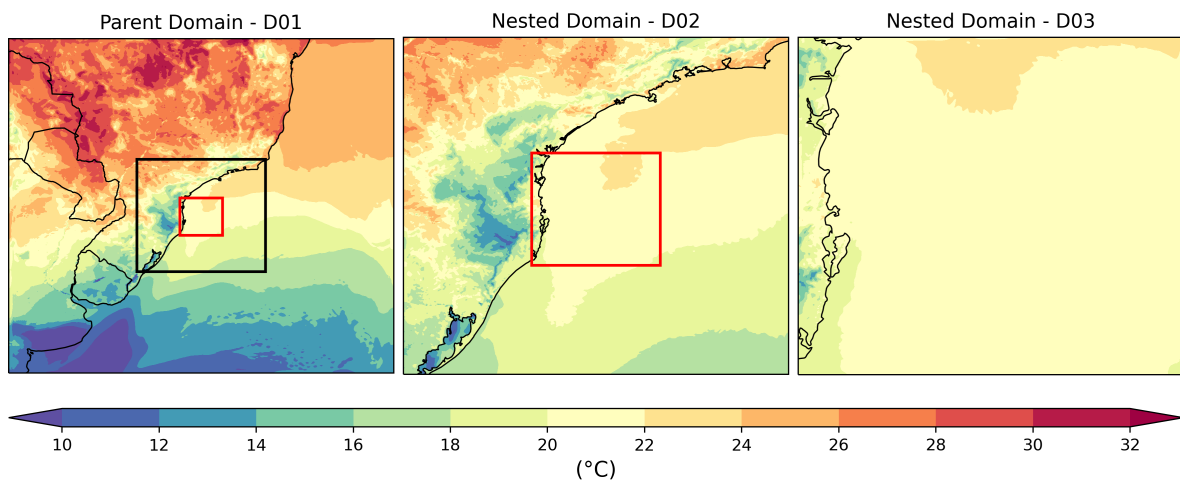 Parent Domain - D01
Nested Domain - D02
Nested Domain - D03
10 12 14 16 18 20 22 24 26 28 30 32
(°C)